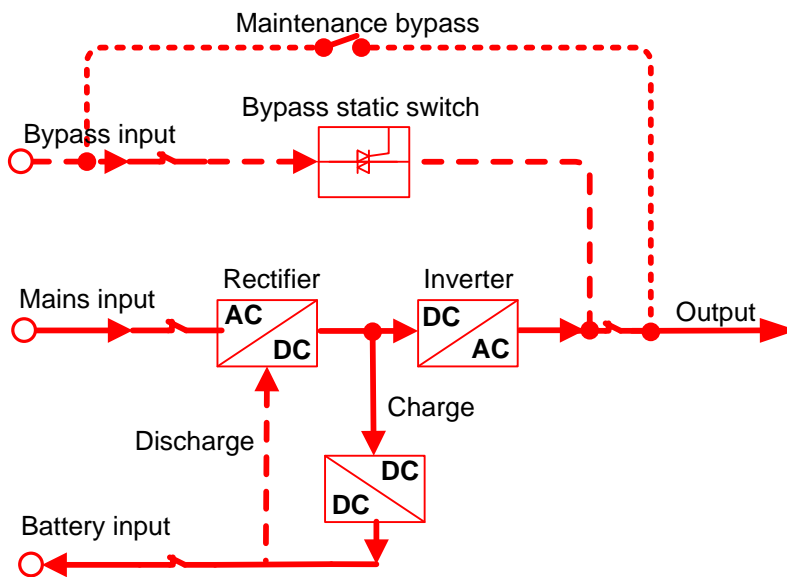 Maintenance bypass
Bypass static switch
Bypass input
Rectifier
Inverter
Mains input
AC
DC
DC
AC
Output
Charge
Discharge
DC
DC
Battery input